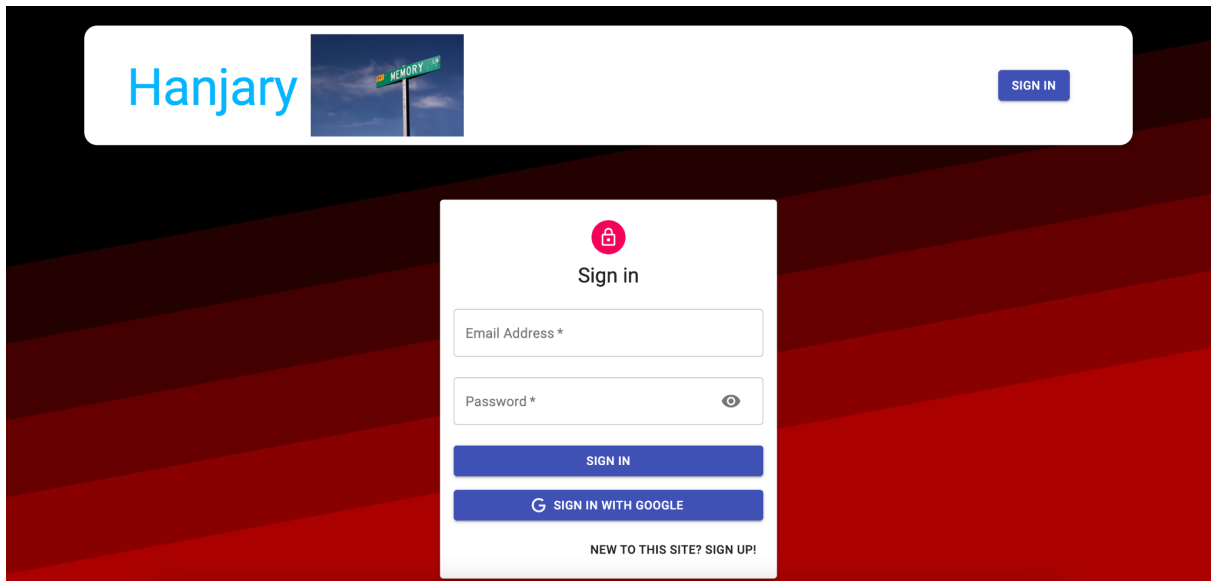 Hanjary
MEMORY LN
SIGN IN
Sign in
Email Address *
Password *
SIGN IN
G SIGN IN WITH GOOGLE
NEW TO THIS SITE? SIGN UP!